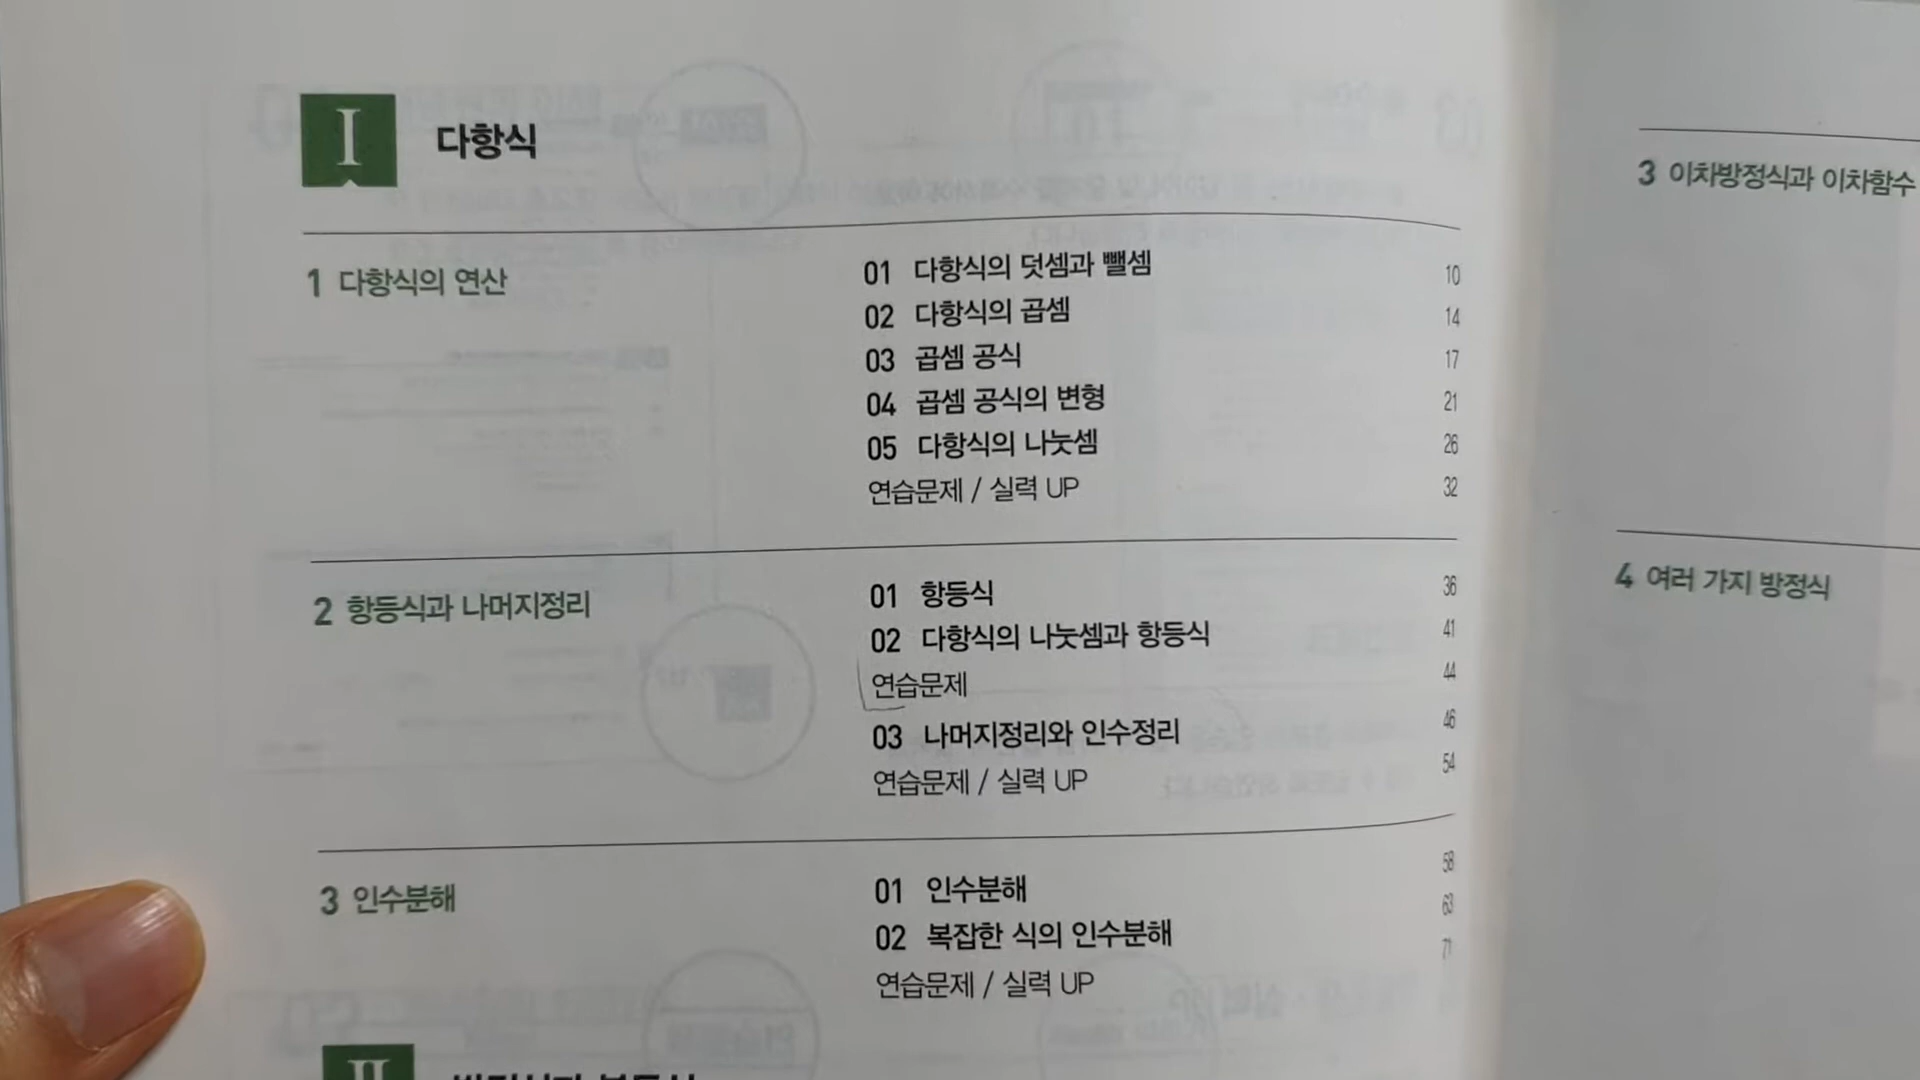 I 다항식
1 다항식의 연산
01 다항식의 덧셈과 뺄셈 10
02 다항식의 곱셈 14
03 곱셈 공식 17
04 곱셈 공식의 변형 21
05 다항식의 나눗셈 26
연습문제 / 실력 UP 32
2 항등식과 나머지정리
01 항등식 36
02 다항식의 나눗셈과 항등식 41
연습문제 44
03 나머지정리와 인수정리 46
연습문제 / 실력 UP 54
3 인수분해
01 인수분해 58
02 복잡한 식의 인수분해 63
연습문제 / 실력 UP 71
II
3 이차방정식과 이차함수
4 여러 가지 방정식